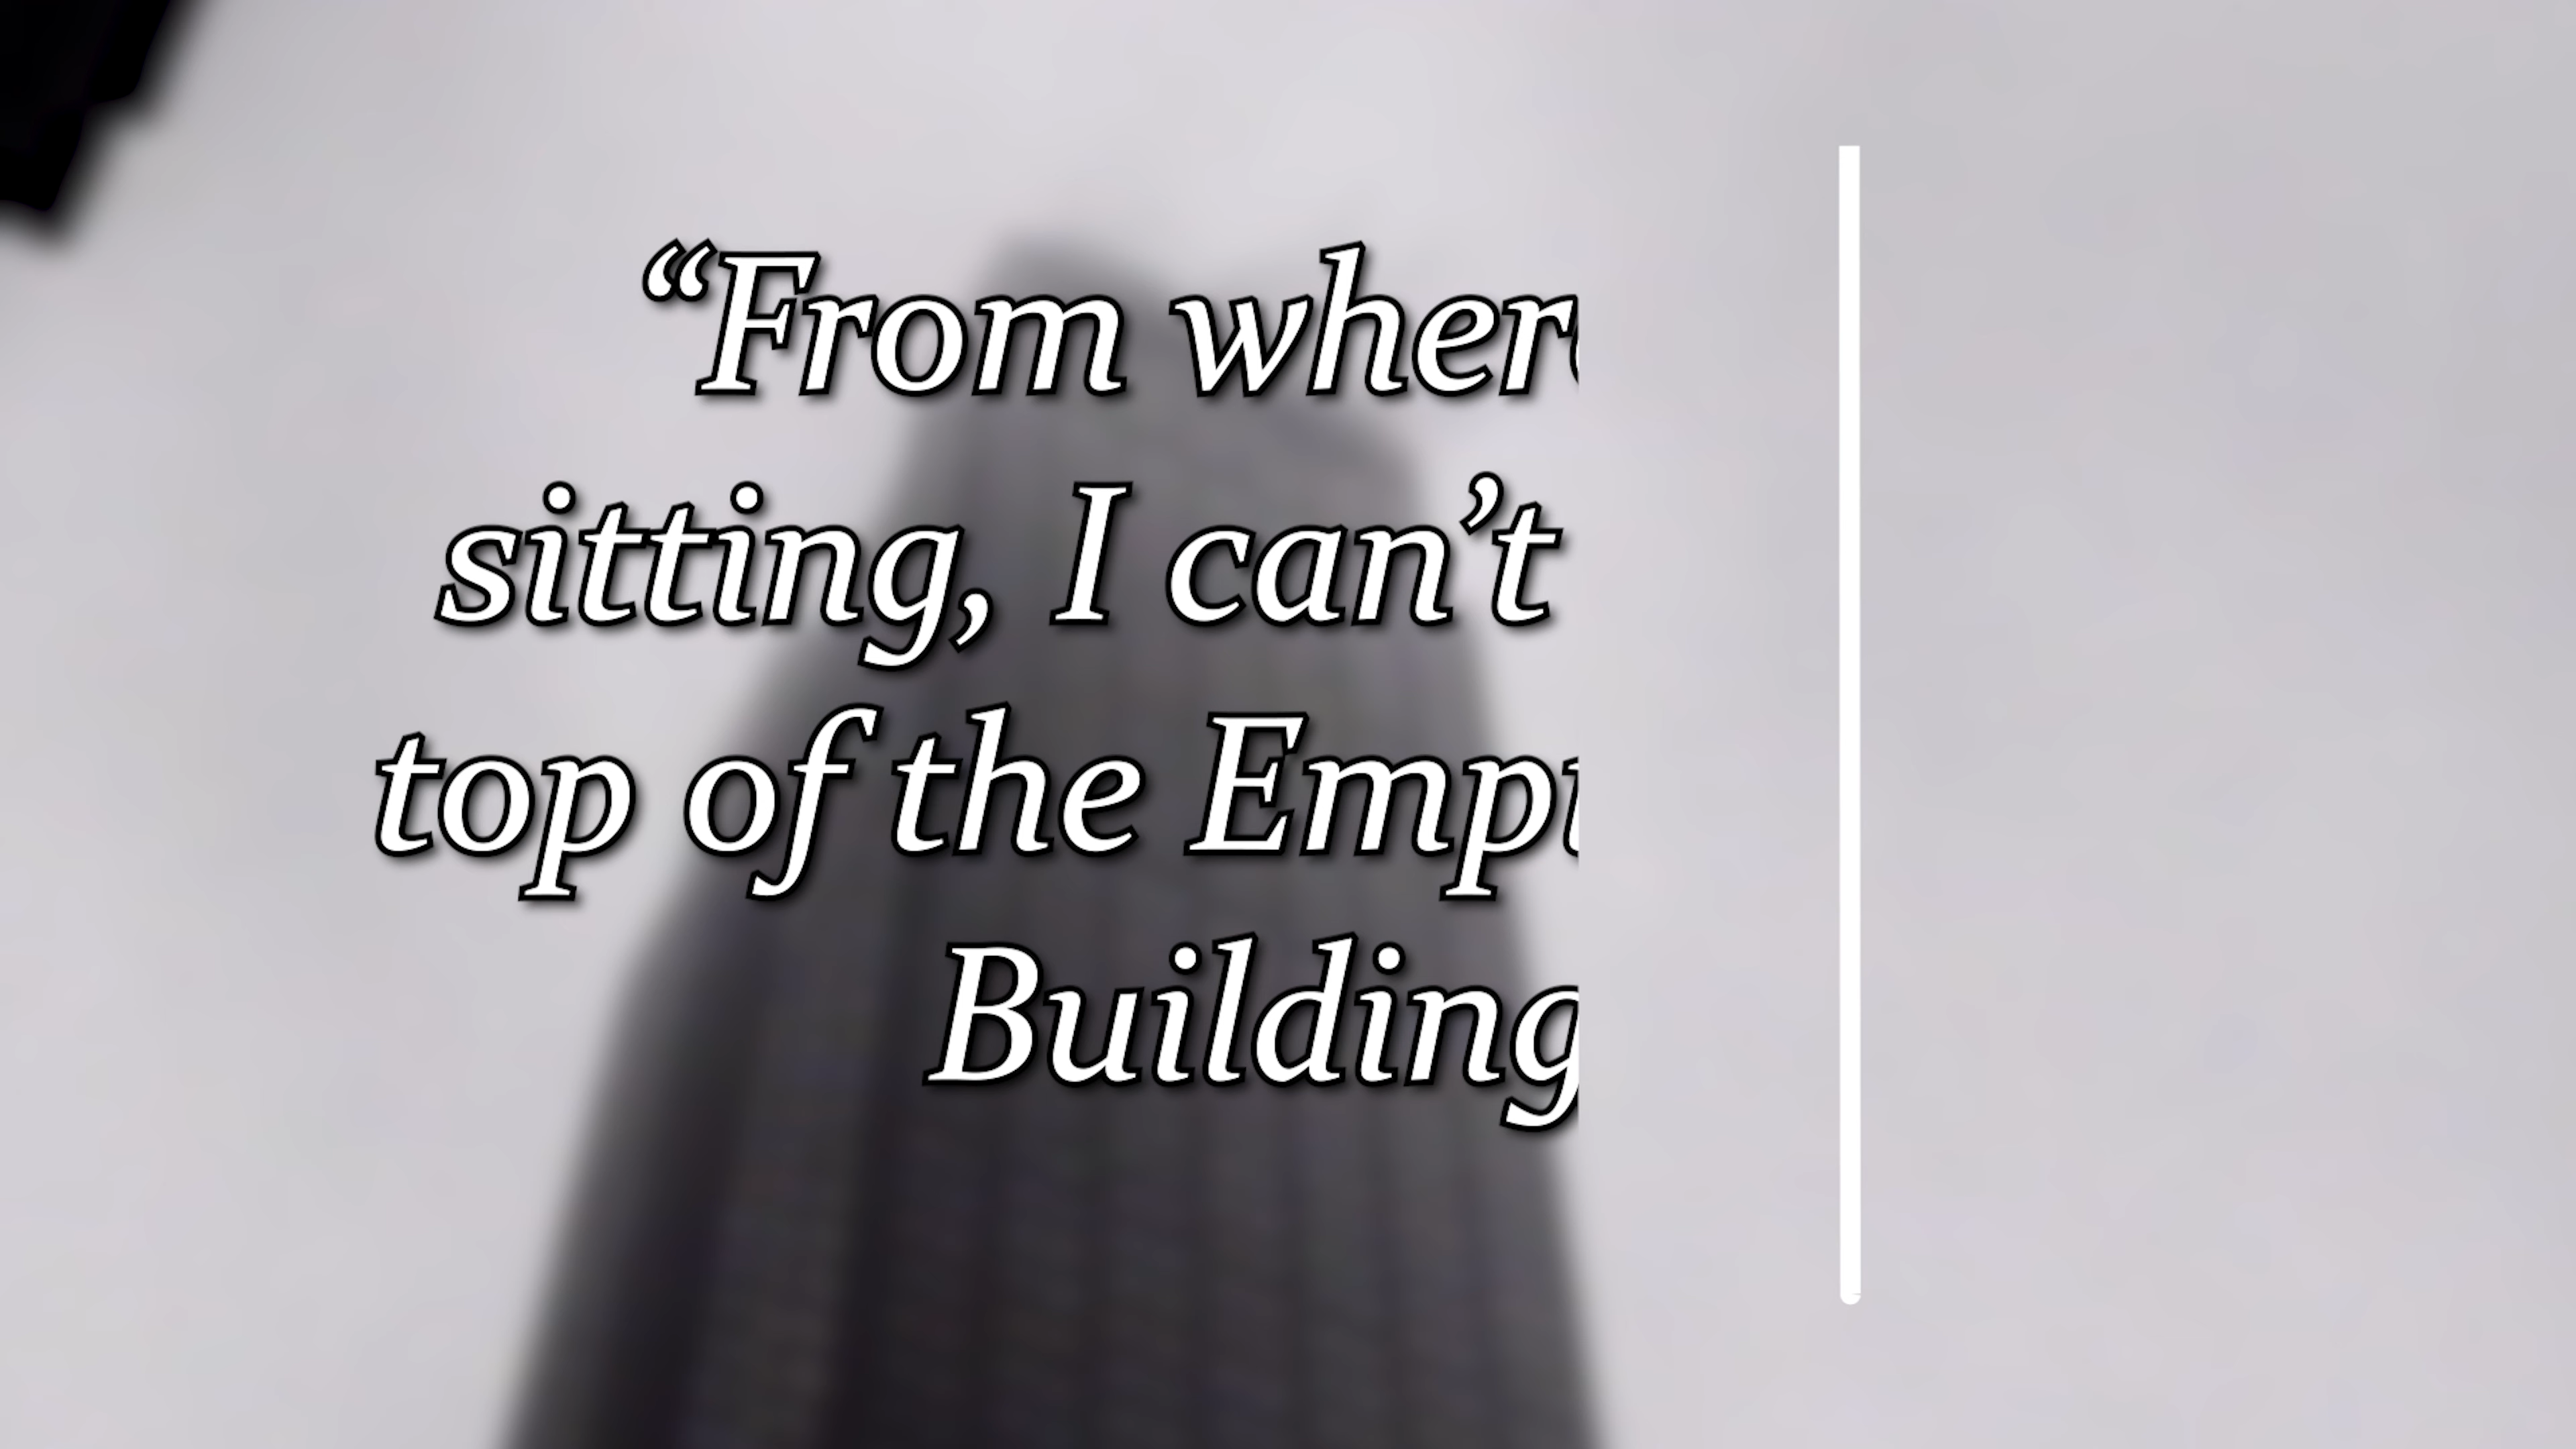 “From wher
sitting, I can’t
top of the Emp
Building